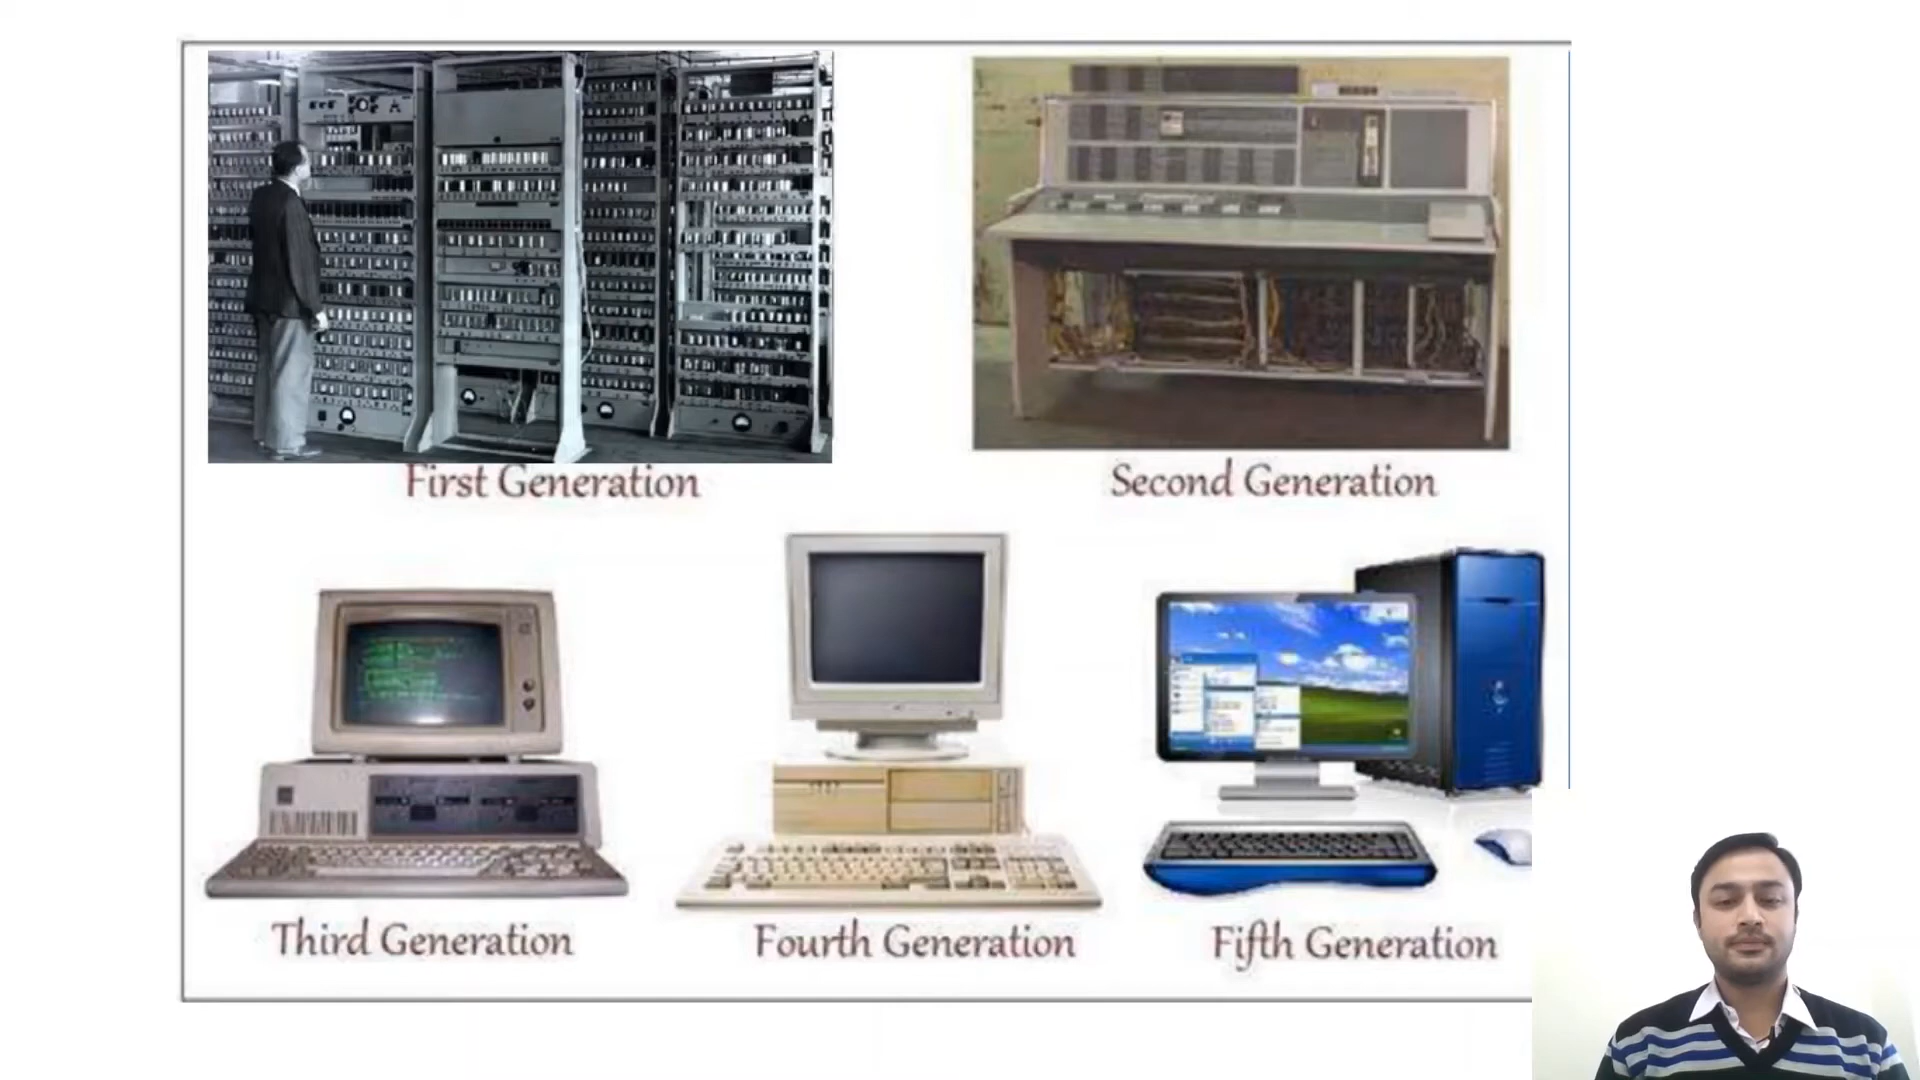 First Generation
Second Generation
Third Generation
Fourth Generation
Fifth Generation